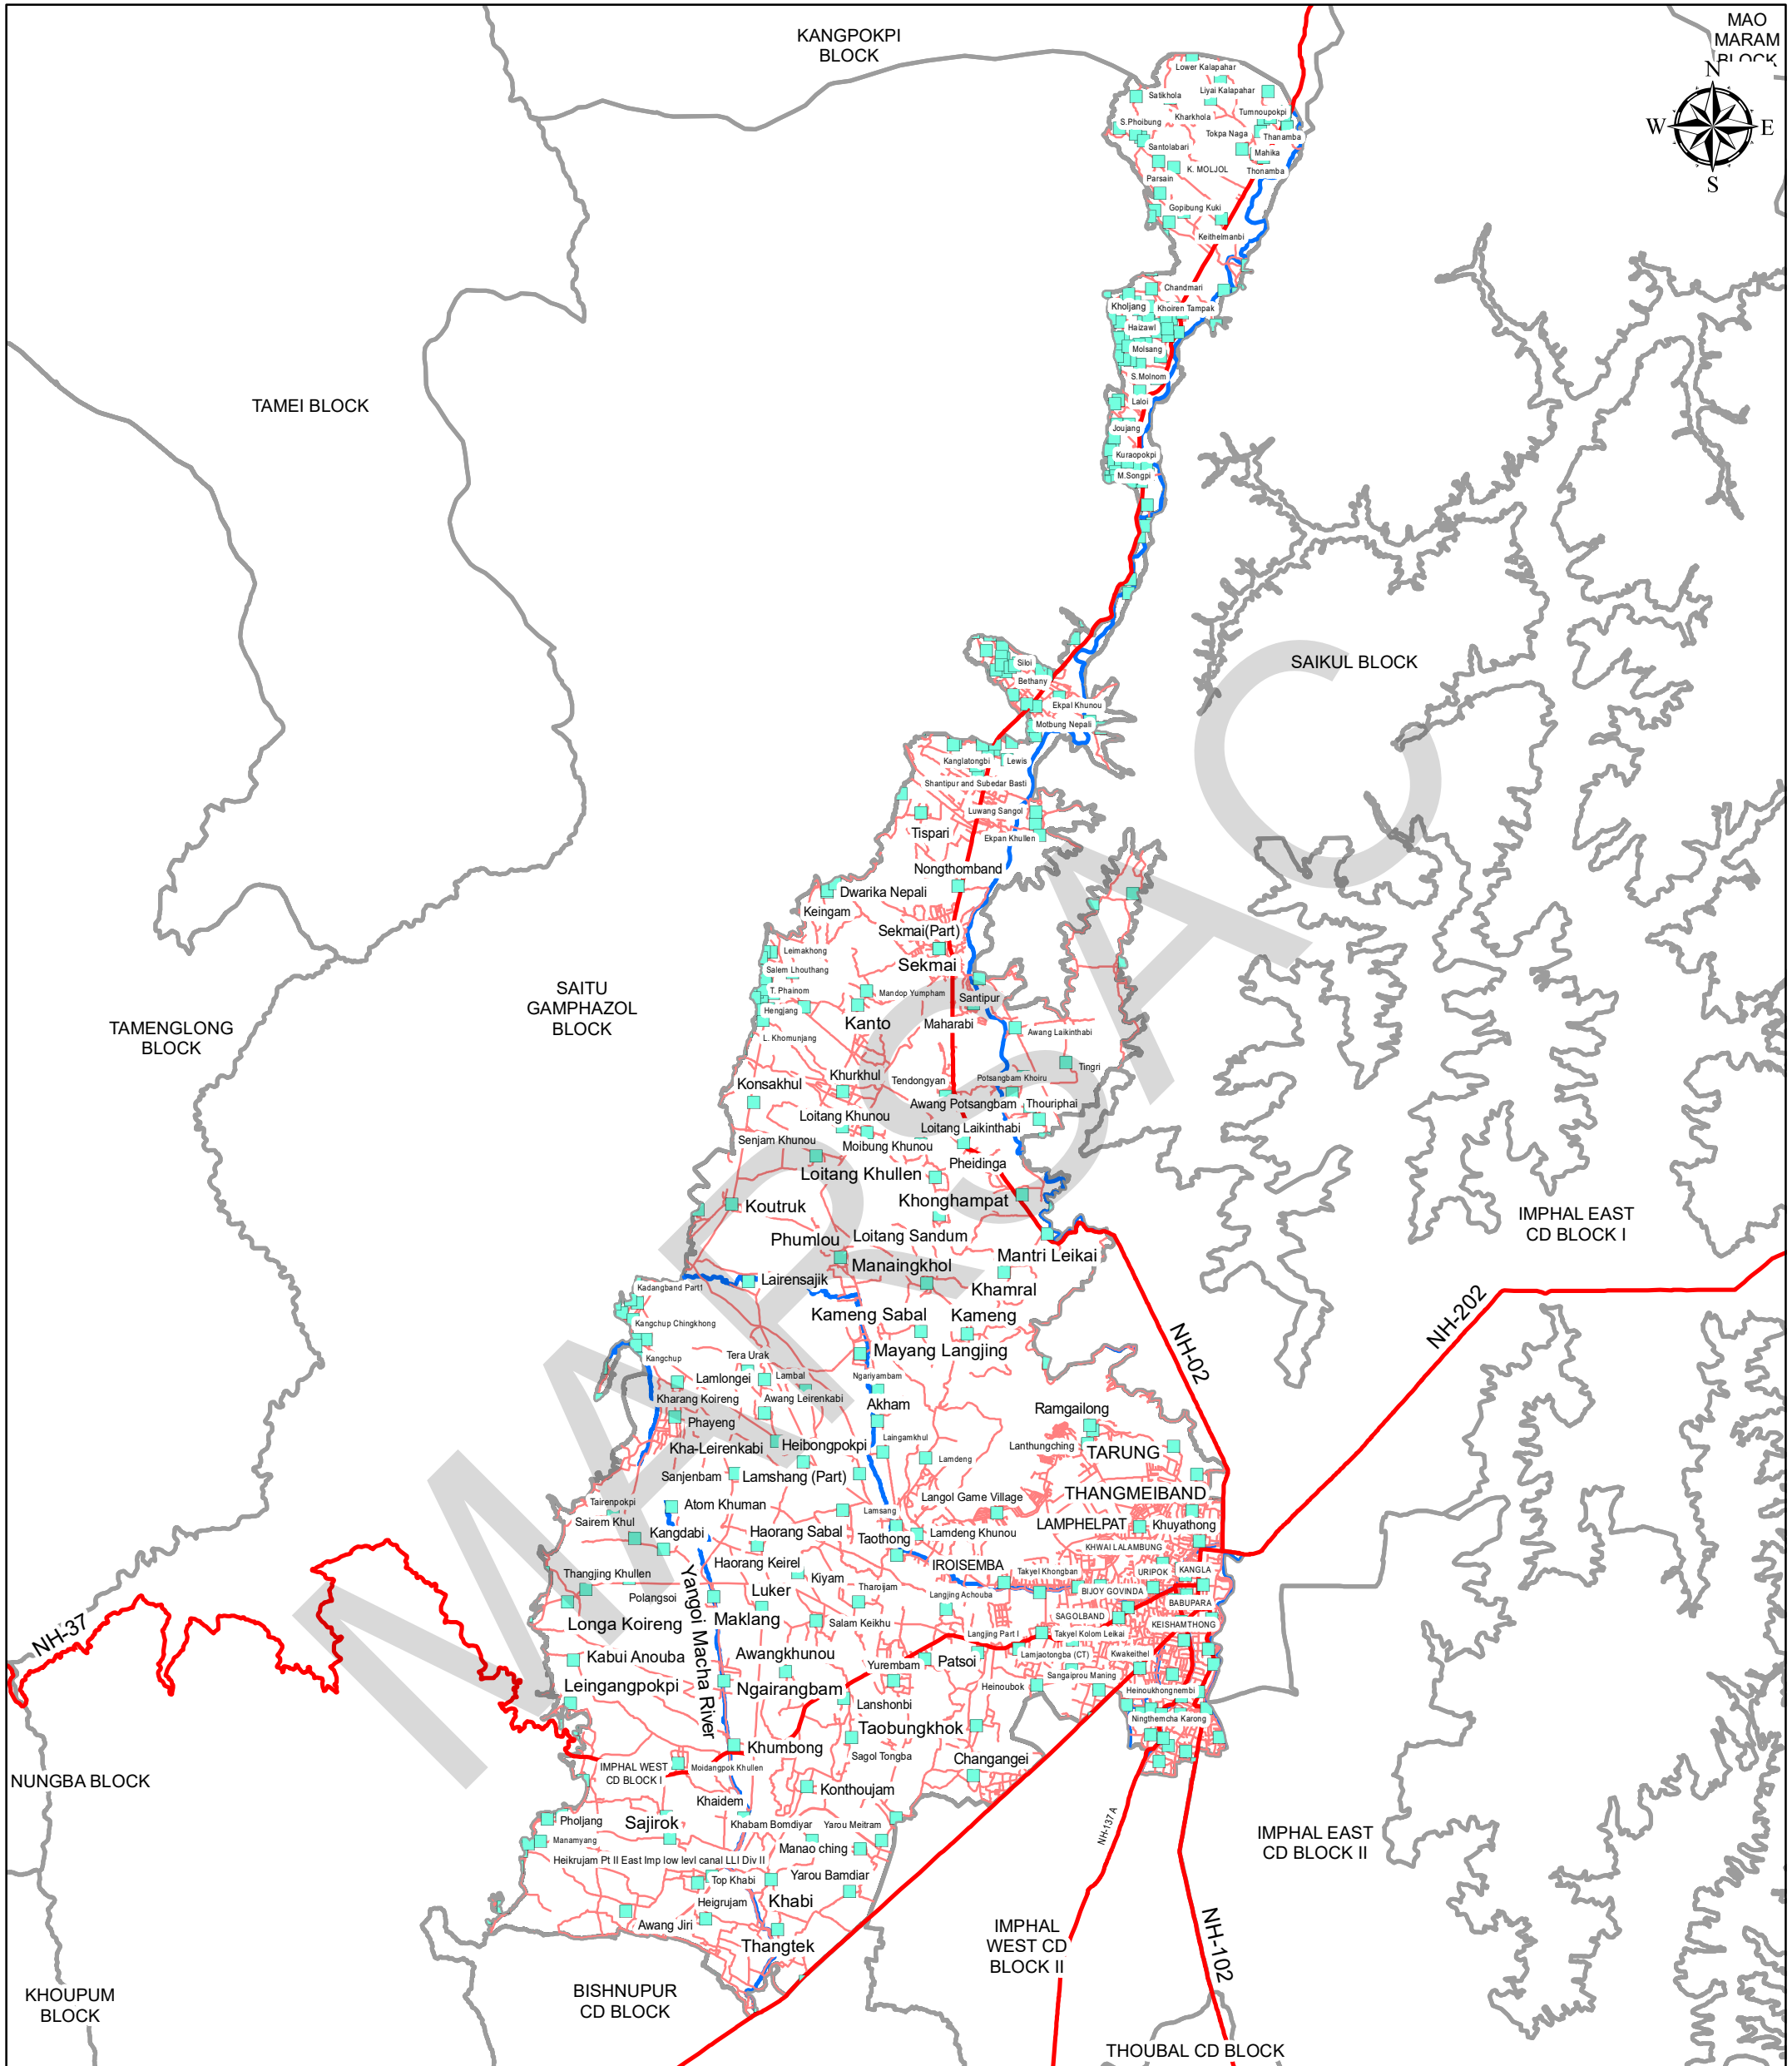 KANGPOKPI
BLOCK
MAO
MARAM
BLOCK
N
W
E
S
Lower Kalapahar
Satikhola
Liyai Kalapahar
Kharkhola
Tumnoupokpi
S.Phoibung
Tokpa Naga
Thanamba
Santolabari
Mahika
K. MOLJOL
Thonamba
Parsain
Gopibung Kuki
Keithelmanbi
Chandmari
Kholjang
Khoiren Tampak
Haizawl
Molsang
S.Molnom
Laloi
Joujang
Kuraopokpi
M.Songpi
TAMEI BLOCK
SAIKUL BLOCK
Siloi
Bethany
Ekpal Khunou
Motbung Nepali
Kanglatongbi
Lewis
Shantipur and Subedar Basti
Luwang Sangol
Tispari
Ekpan Khullen
Nongthomband
Dwarika Nepali
Keingam
Sekmai(Part)
Leimakhong
Sekmai
Salem Lhouthang
T. Phainom
Mandop Yumpham
Santipur
Hengjang
Kanto
Maharabi
Awang Laikinthabi
L. Khomunjang
SAITU
GAMPHAZOL
BLOCK
TAMENGLONG
BLOCK
Tingri
Khurkhul
Konsakhul
Tendongyan
Potsangbam Khoiru
Awang Potsangbam
Thouriphai
Loitang Khunou
Loitang Laikinthabi
Senjam Khunou
Moibung Khunou
Pheidinga
Loitang Khullen
Khonghampat
Koutruk
Phumlou
Loitang Sandum
Mantri Leikai
Manaingkhol
Lairensajik
Khamral
Kadangband Part1
Kameng Sabal
Kameng
Kangchup Chingkhong
Mayang Langjing
Kangchup
Tera Urak
Lamlongei
Lambal
Ngariyambam
Kharang Koireng
Awang Leirenkabi
Akham
Phayeng
Ramgailong
Kha-Leirenkabi
Heibongpokpi
Laingamkhul
Lanthungching
TARUNG
Lamdeng
Sanjenbam
Lamshang (Part)
THANGMEIBAND
Langol Game Village
Tairenpokpi
Atom Khuman
Lamsang
Sairem Khul
Kangdabi
Haorang Sabal
Taothong
Lamdeng Khunou
LAMPHELPAT
Khuyathong
KHWAI LALAMBUNG
Haorang Keirel
IROISEMBA
Takyel Khongban
URIPOK
KANGLA
Thangjing Khullen
Kiyam
Tharoijam
BIJOY GOVINDA
Polangsoi
Luker
Langjing Achouba
BABUPARA
Maklang
Salam Keikhu
SAGOLBAND
KEISHAMTHONG
Longa Koireng
Langjing Part I
Takyel Kolom Leikai
Yangoi Macha River
Awangkhunou
Lamjaotongba (CT)
Kwakeithel
Kabui Anouba
Yurembam
Patsoi
Sangaiprou Maning
Leingangpokpi
Ngairangbam
Heinoubok
Heinoukhongnembi
Lanshonbi
Ningthemcha Karong
Taobungkhok
Khumbong
Sagol Tongba
Changangei
IMPHAL WEST
CD BLOCK I
Moidangpok Khullen
Konthoujam
Khaidem
Pholjang
Sajirok
Khabam Bomdiyar
Yarou Meitram
Manamyang
Manao ching
Heikrujam Pt II East Imp low levl canal LLI Div II
Top Khabi
Yarou Bamdiar
Heigrujam
Khabi
Awang Jiri
Thangtek
IMPHAL EAST
CD BLOCK I
NH-202
NH-02
NH-37
NUNGBA BLOCK
NH-137A
IMPHAL EAST
CD BLOCK II
IMPHAL
WEST CD
BLOCK II
NH-102
KHOUPUM
BLOCK
BISHNUPUR
CD BLOCK
THOUBAL CD BLOCK
MARSAC